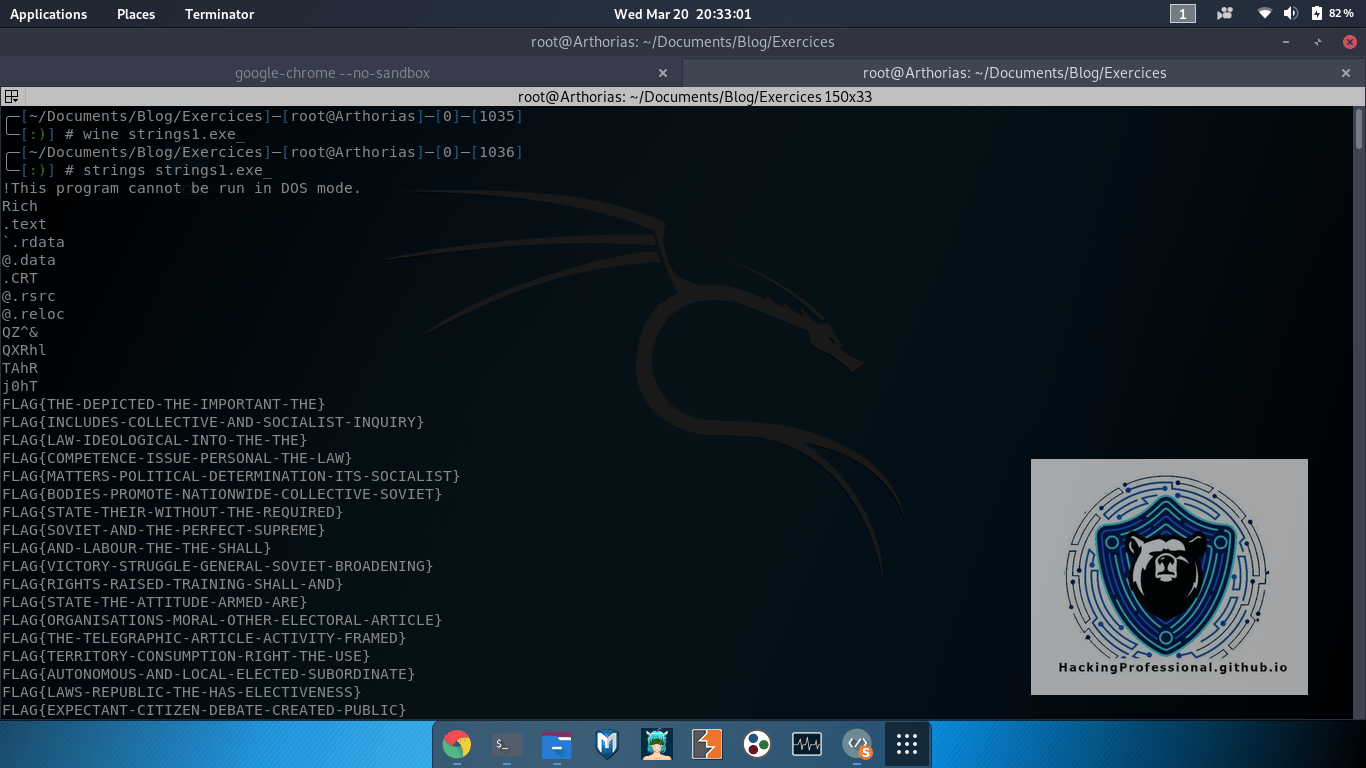 Applications Places Terminator Wed Mar 20 20:33:01 1 82 %
root@Arthorias: ~/Documents/Blog/Exercices
google-chrome --no-sandbox root@Arthorias: ~/Documents/Blog/Exercices
root@Arthorias: ~/Documents/Blog/Exercices 150x33
[~/Documents/Blog/Exercices]─[root@Arthorias]─[0]─[1035]
[:)] # wine strings1.exe_
[~/Documents/Blog/Exercices]─[root@Arthorias]─[0]─[1036]
[:)] # strings strings1.exe_
!This program cannot be run in DOS mode.
Rich
.text
`.rdata
@.data
.CRT
@.rsrc
@.reloc
QZ^&
QXRhl
TAhR
j0hT
FLAG{THE-DEPICTED-THE-IMPORTANT-THE}
FLAG{INCLUDES-COLLECTIVE-AND-SOCIALIST-INQUIRY}
FLAG{LAW-IDEOLOGICAL-INTO-THE-THE}
FLAG{COMPETENCE-ISSUE-PERSONAL-THE-LAW}
FLAG{MATTERS-POLITICAL-DETERMINATION-ITS-SOCIALIST}
FLAG{BODIES-PROMOTE-NATIONWIDE-COLLECTIVE-SOVIET}
FLAG{STATE-THEIR-WITHOUT-THE-REQUIRED}
FLAG{SOVIET-AND-THE-PERFECT-SUPREME}
FLAG{AND-LABOUR-THE-THE-SHALL}
FLAG{VICTORY-STRUGGLE-GENERAL-SOVIET-BROADENING}
FLAG{RIGHTS-RAISED-TRAINING-SHALL-AND}
FLAG{STATE-THE-ATTITUDE-ARMED-ARE}
FLAG{ORGANISATIONS-MORAL-OTHER-ELECTORAL-ARTICLE}
FLAG{THE-TELEGRAPHIC-ARTICLE-ACTIVITY-FRAMED}
FLAG{TERRITORY-CONSUMPTION-RIGHT-THE-USE}
FLAG{AUTONOMOUS-AND-LOCAL-ELECTED-SUBORDINATE}
FLAG{LAWS-REPUBLIC-THE-HAS-ELECTIVENESS}
FLAG{EXPECTANT-CITIZEN-DEBATE-CREATED-PUBLIC}
HackingProfessional.github.io